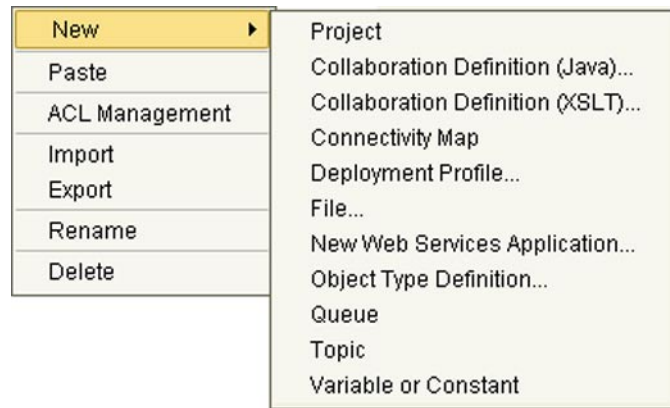 New
Paste
ACL Management
Import
Export
Rename
Delete
Project
Collaboration Definition (Java)...
Collaboration Definition (XSLT)...
Connectivity Map
Deployment Profile...
File...
New Web Services Application...
Object Type Definition...
Queue
Topic
Variable or Constant